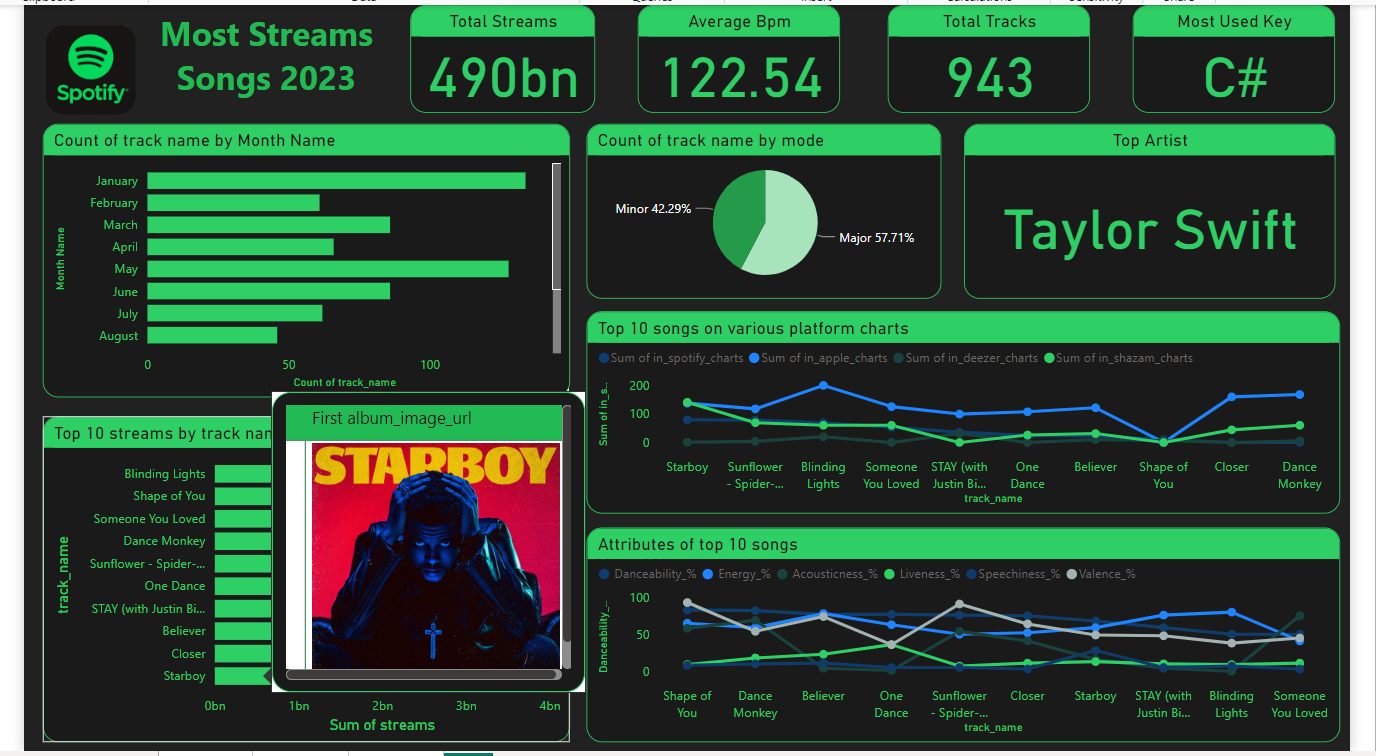 Spotify
Most Streams
Songs 2023
Total Streams
490bn
Average Bpm
122.54
Total Tracks
943
Most Used Key
C#
Count of track name by Month Name
Month Name
January
February
March
April
May
June
July
August
0 50 100
Count of track_name
Count of track name by mode
Minor 42.29%
Major 57.71%
Top Artist
Taylor Swift
Top 10 songs on various platform charts
Sum of in_spotify_charts Sum of in_apple_charts Sum of in_deezer_charts Sum of in_shazam_charts
Sum of in_s...
200
100
0
Starboy
Sunflower
- Spider-...
Blinding
Lights
Someone
You Loved
STAY (with
Justin Bi...
One
Dance
Believer
Shape of
You
Closer
Dance
Monkey
track_name
Top 10 streams by track nan
track_name
Blinding Lights
Shape of You
Someone You Loved
Dance Monkey
Sunflower - Spider-...
One Dance
STAY (with Justin Bi...
Believer
Closer
Starboy
0bn 1bn 2bn 3bn 4bn
Sum of streams
First album_image_url
STARBOY
Attributes of top 10 songs
Danceability_% Energy_% Acousticness_% Liveness_% Speechiness_% Valence_%
Danceability_...
100
50
0
Shape of
You
Dance
Monkey
Believer
One
Dance
Sunflower
- Spider-...
Closer
Starboy
STAY (with
Justin Bi...
Blinding
Lights
Someone
You Loved
track_name